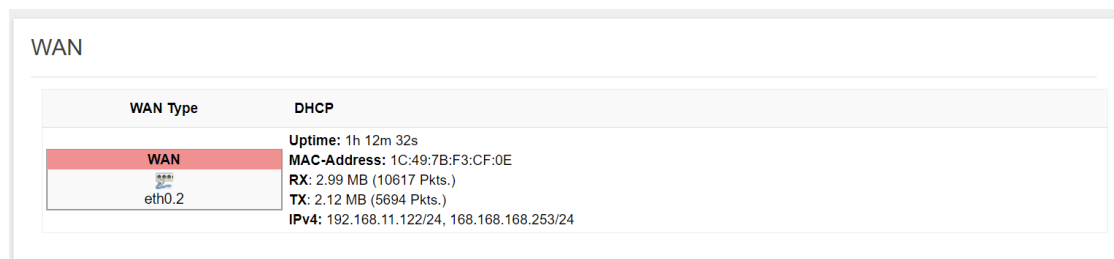 WAN
WAN Type DHCP
Uptime: 1h 12m 32s
WAN
MAC-Address: 1C:49:7B:F3:CF:0E
RX: 2.99 MB (10617 Pkts.)
eth0.2
TX: 2.12 MB (5694 Pkts.)
IPv4: 192.168.11.122/24, 168.168.168.253/24